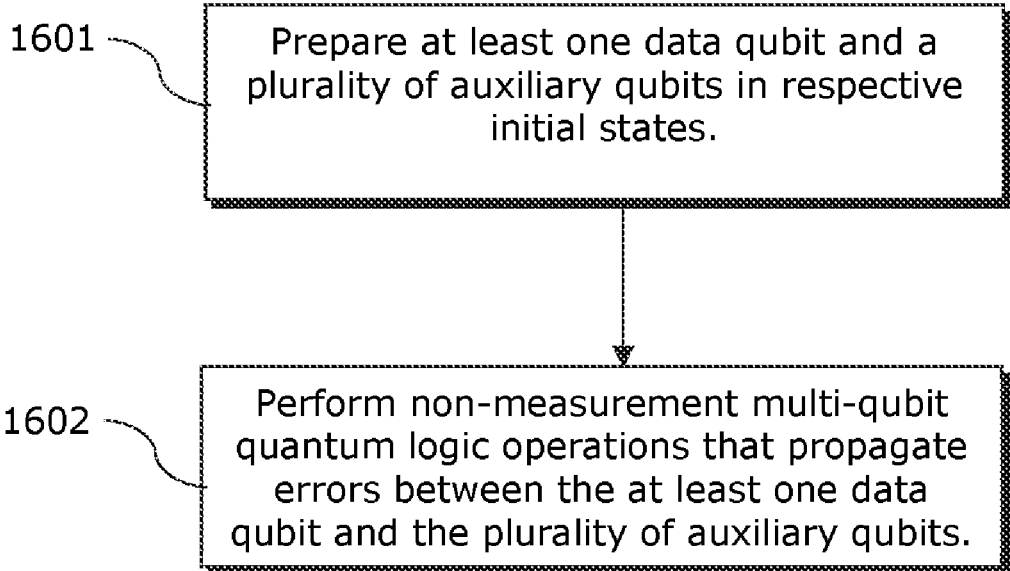 1601
Prepare at least one data qubit and a
plurality of auxiliary qubits in respective
initial states.
1602
Perform non-measurement multi-qubit
quantum logic operations that propagate
errors between the at least one data
qubit and the plurality of auxiliary qubits.